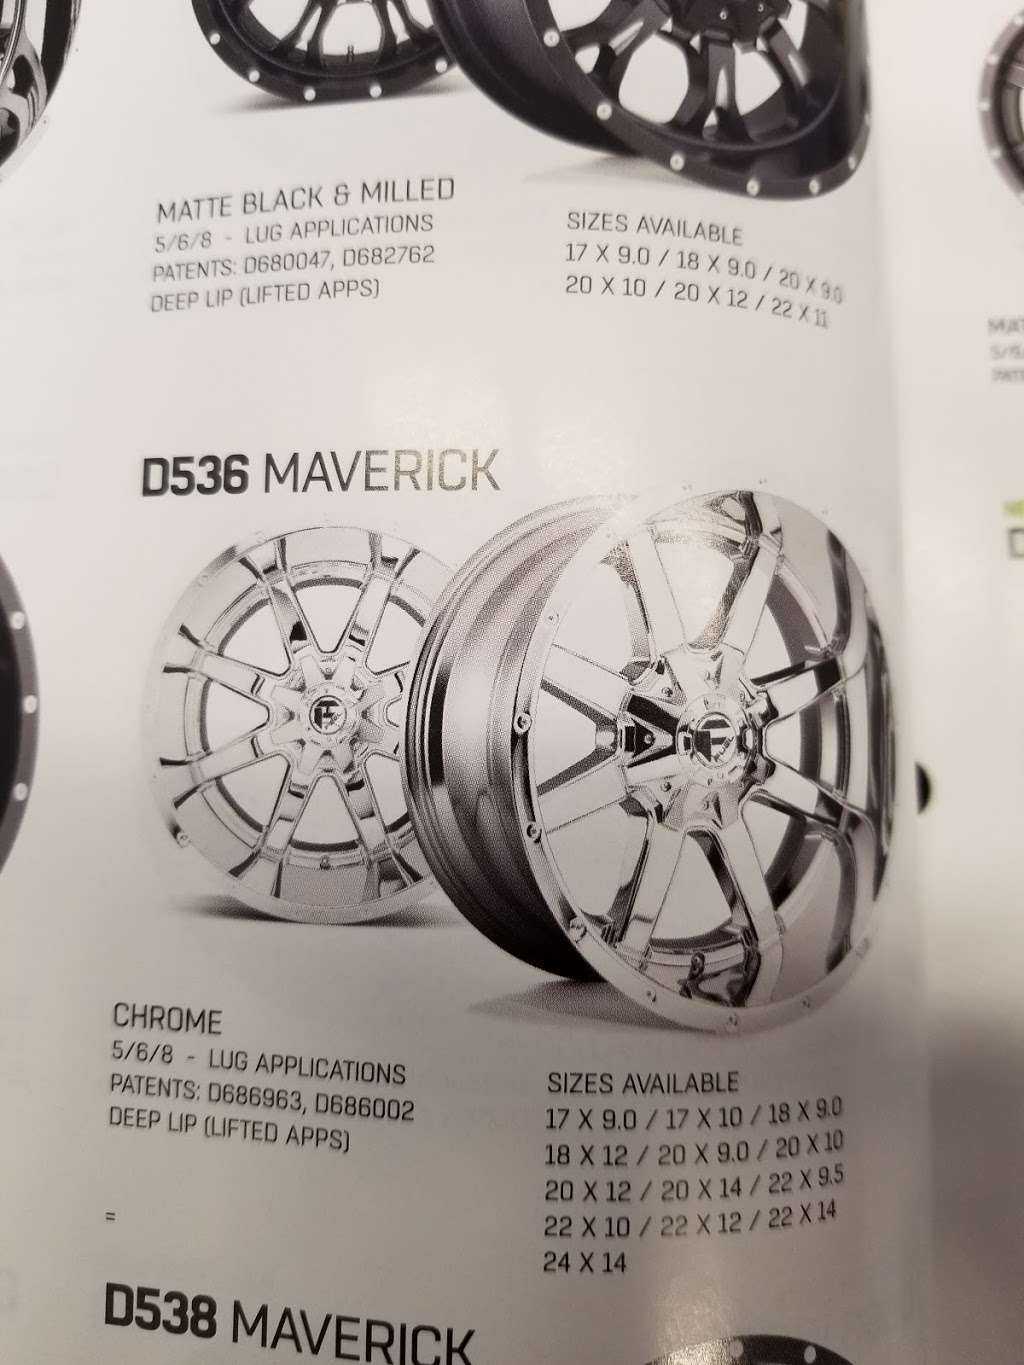 MATTE BLACK & MILLED
5/6/8 - LUG APPLICATIONS
PATENTS: D680047, D682762
DEEP LIP (LIFTED APPS)
SIZES AVAILABLE
17 X 9.0 / 18 X 9.0 / 20 X 9.0
20 X 10 / 20 X 12 / 22 X 11
D536 MAVERICK
CHROME
5/6/8 - LUG APPLICATIONS
PATENTS: D686963, D686002
DEEP LIP (LIFTED APPS)
=
SIZES AVAILABLE
17 X 9.0 / 17 X 10 / 18 X 9.0
18 X 12 / 20 X 9.0 / 20 X 10
20 X 12 / 20 X 14 / 22 X 9.5
22 X 10 / 22 X 12 / 22 X 14
24 X 14
D538 MAVERICK